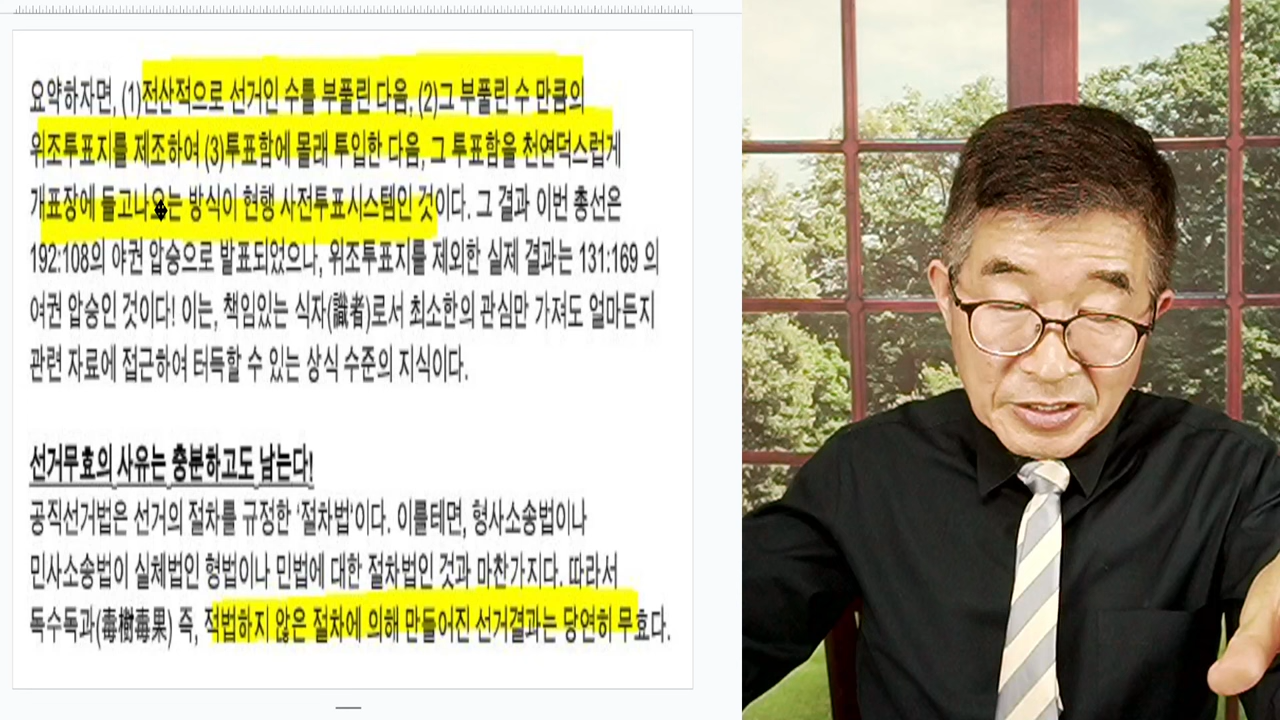 요약하자면, (1)전산적으로 선거인 수를 부풀린 다음, (2)그 부풀린 수 만큼의
위조투표지를 제조하여 (3)투표함에 몰래 투입한 다음, 그 투표함을 천연덕스럽게
개표장에 들고나오는 방식이 현행 사전투표시스템인 것이다. 그 결과 이번 총선은
192:108의 야권 압승으로 발표되었으나, 위조투표지를 제외한 실제 결과는 131:169 의
여권 압승인 것이다! 이는, 책임있는 식자(識者)로서 최소한의 관심만 가져도 얼마든지
관련 자료에 접근하여 터득할 수 있는 상식 수준의 지식이다.
선거무효의 사유는 충분하고도 남는다!
공직선거법은 선거의 절차를 규정한 '절차법'이다. 이를테면, 형사소송법이나
민사소송법이 실체법인 형법이나 민법에 대한 절차법인 것과 마찬가지다. 따라서
독수독과(毒樹毒果) 즉, 적법하지 않은 절차에 의해 만들어진 선거결과는 당연히 무효다.